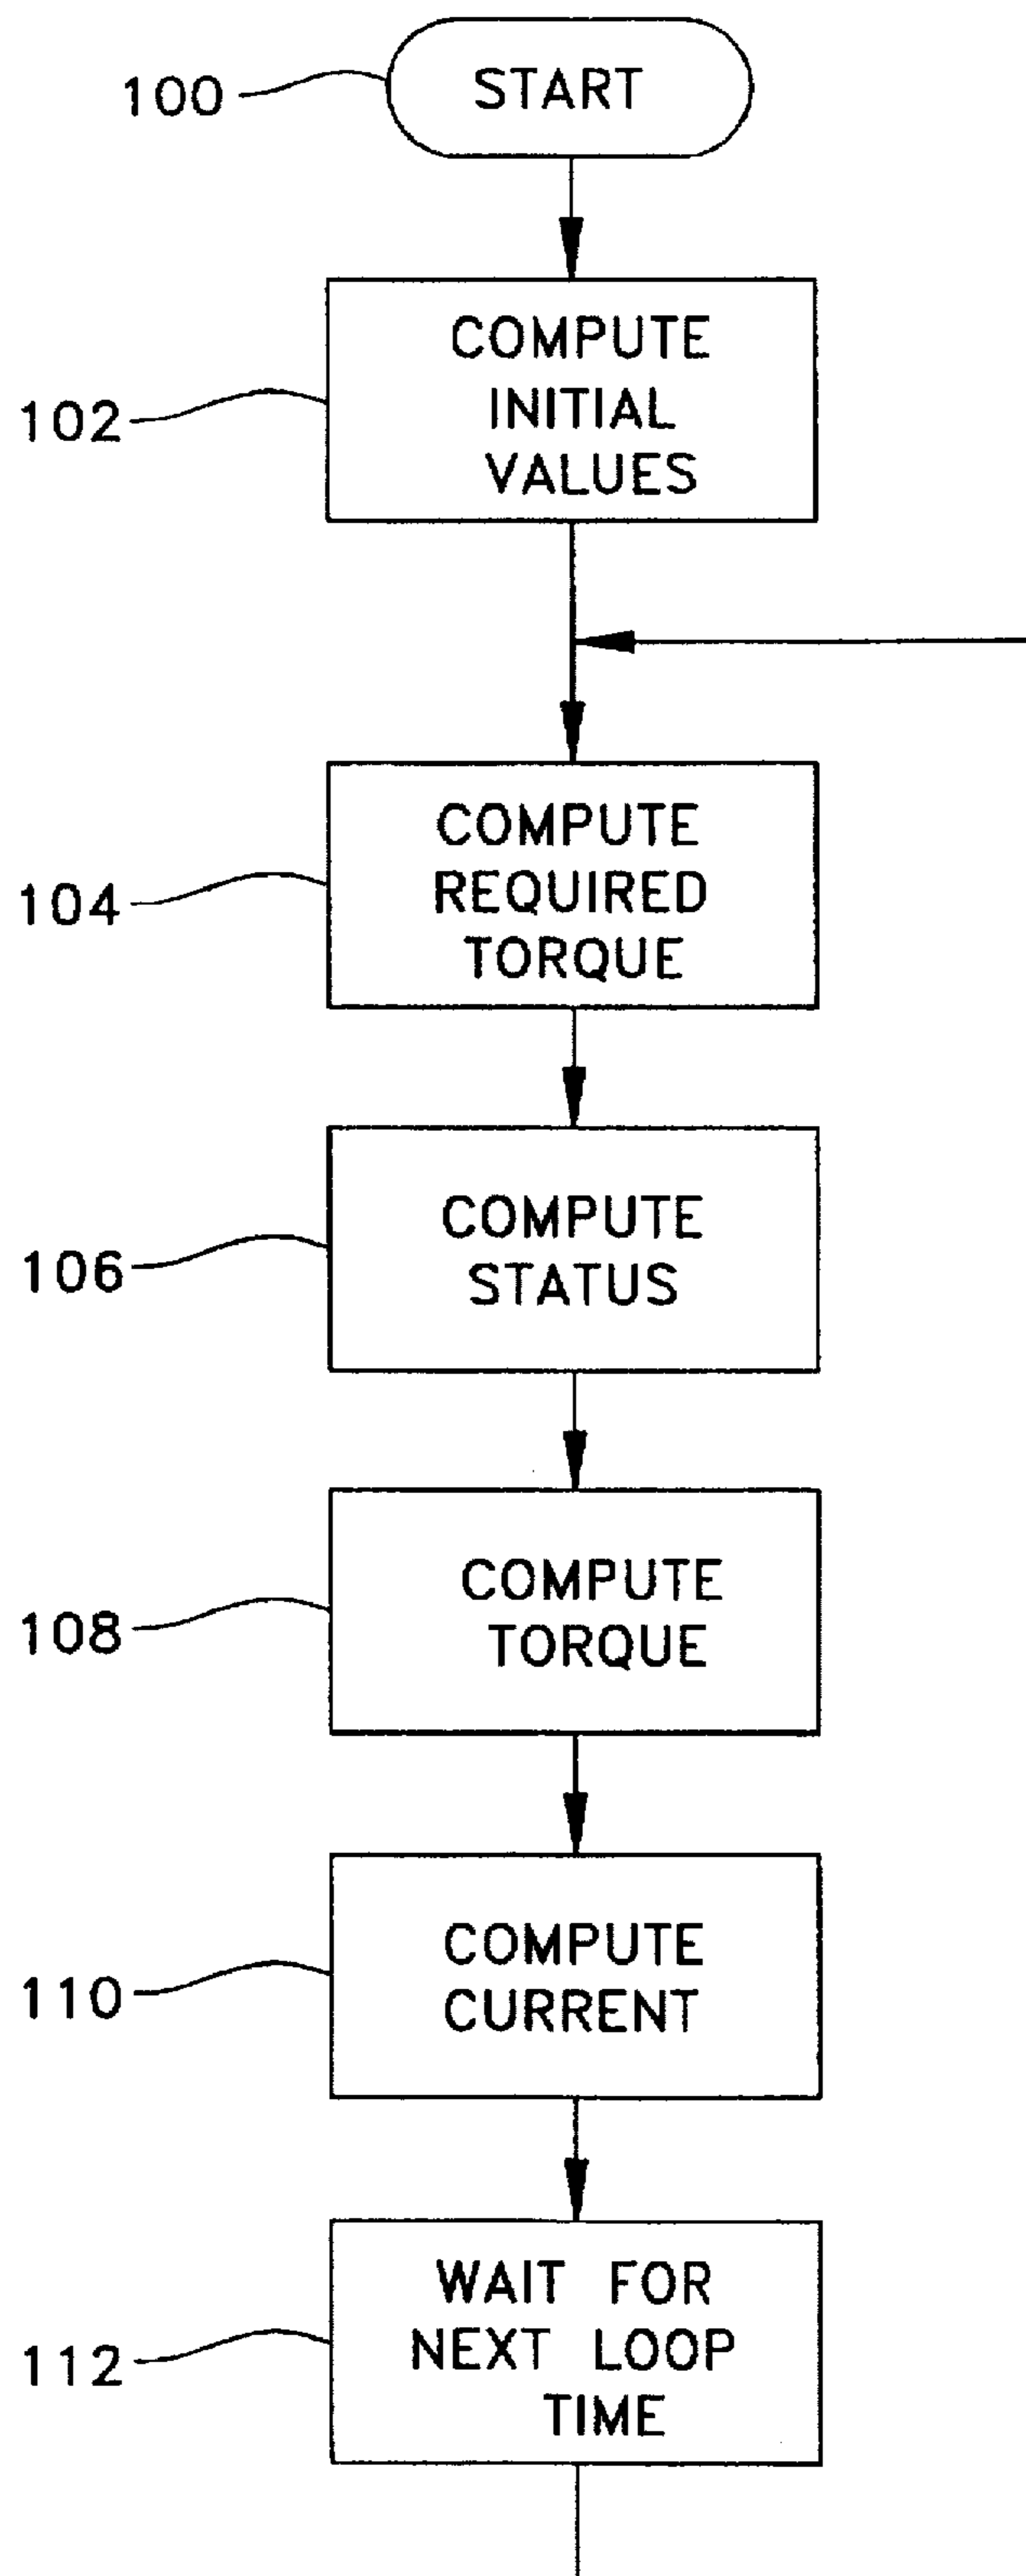 100
START
102
COMPUTE
INITIAL
VALUES
104
COMPUTE
REQUIRED
TORQUE
106
COMPUTE
STATUS
108
COMPUTE
TORQUE
110
COMPUTE
CURRENT
112
WAIT FOR
NEXT LOOP
TIME